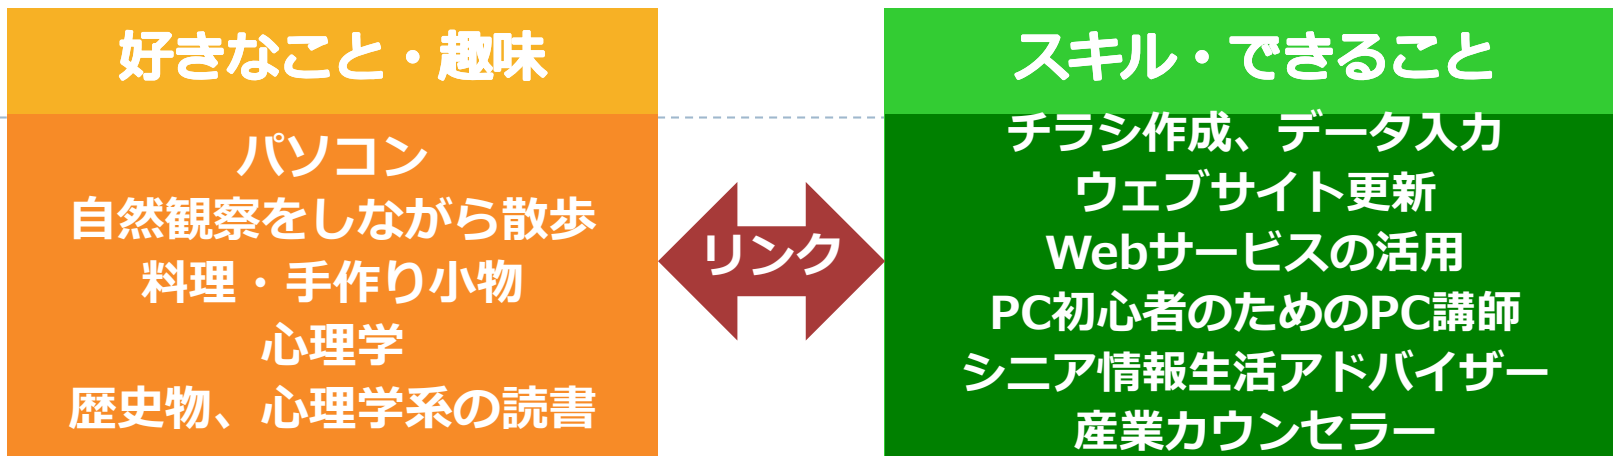 好きなこと・趣味
パソコン
自然観察をしながら散歩
料理・手作り小物
心理学
歴史物、心理学系の読書
リンク
スキル・できること
チラシ作成、データ入力
ウェブサイト更新
Webサービスの活用
PC初心者のためのPC講師
シニア情報生活アドバイザー
産業カウンセラー